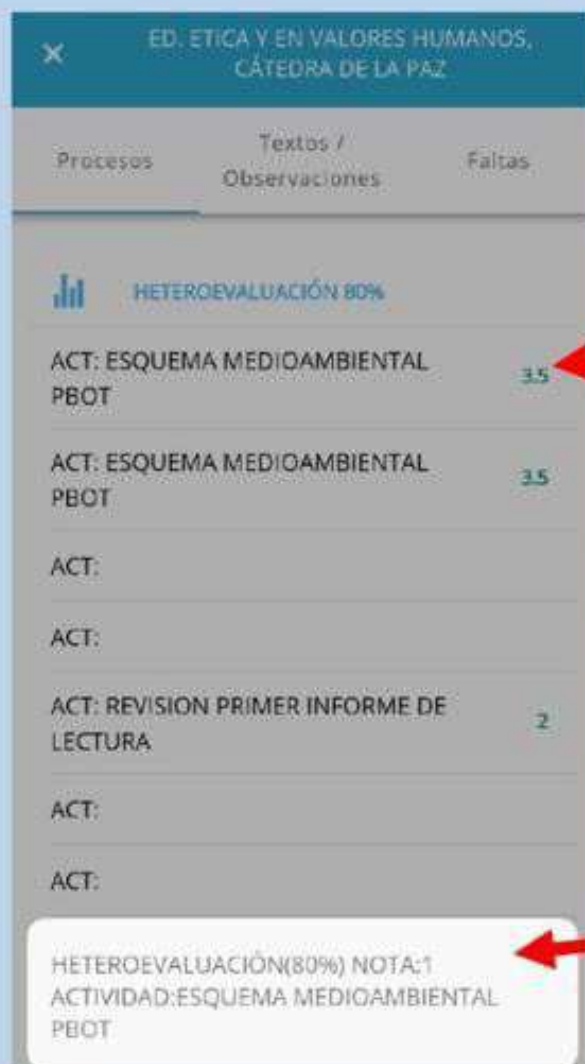 ×
ED. ETICA Y EN VALORES HUMANOS,
CÁTEDRA DE LA PAZ
Procesos
Textos /
Observaciones
Faltas
HETEROEVALUACIÓN 80%
ACT: ESQUEMA MEDIOAMBIENTAL
PBOT
3.5
ACT: ESQUEMA MEDIOAMBIENTAL
PBOT
3.5
ACT:
ACT:
ACT: REVISION PRIMER INFORME DE
LECTURA
2
ACT:
ACT:
HETEROEVALUACIÓN(80%) NOTA:1
ACTIVIDAD:ESQUEMA MEDIOAMBIENTAL
PBOT